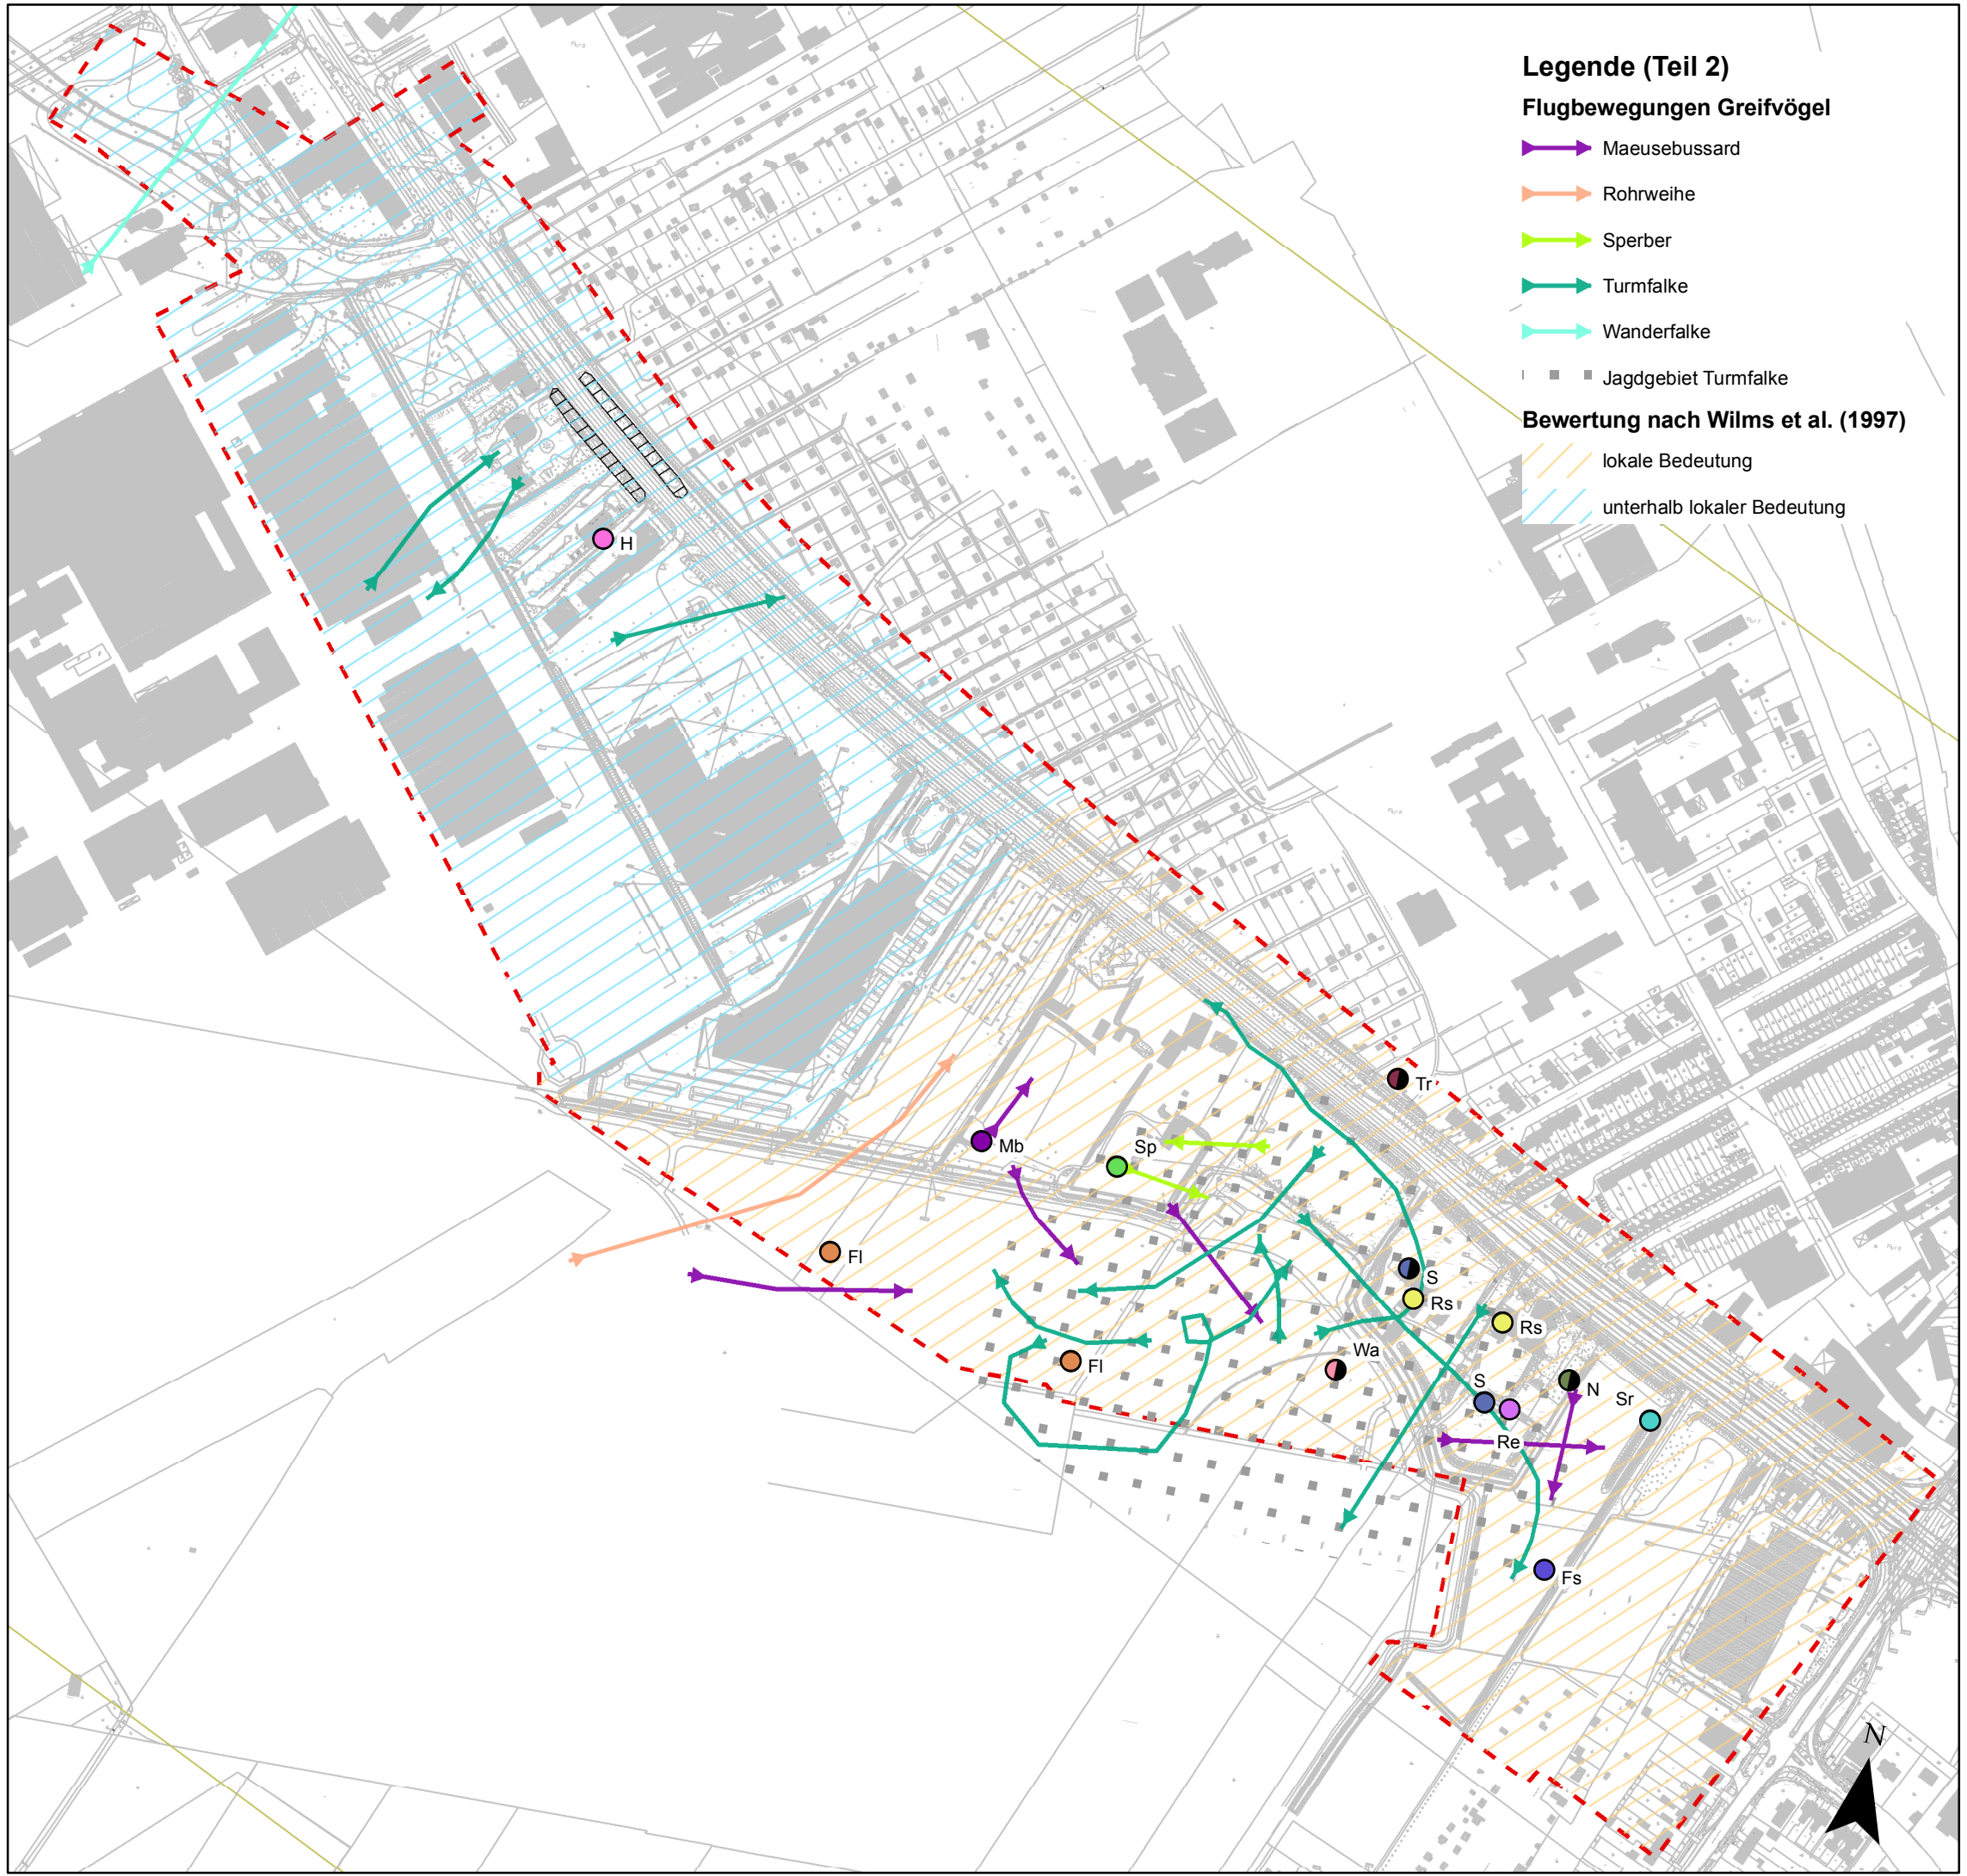 Legende (Teil 2)
Flugbewegungen Greifvögel
Maeusebussard
Rohrweihe
Sperber
Turmfalke
Wanderfalke
Jagdgebiet Turmfalke
Bewertung nach Wilms et al. (1997)
lokale Bedeutung
unterhalb lokaler Bedeutung
H
Tr
Mb
Sp
Fl
S
Rs
Rs
Wa
Fl
S
N
Sr
Re
Fs
N